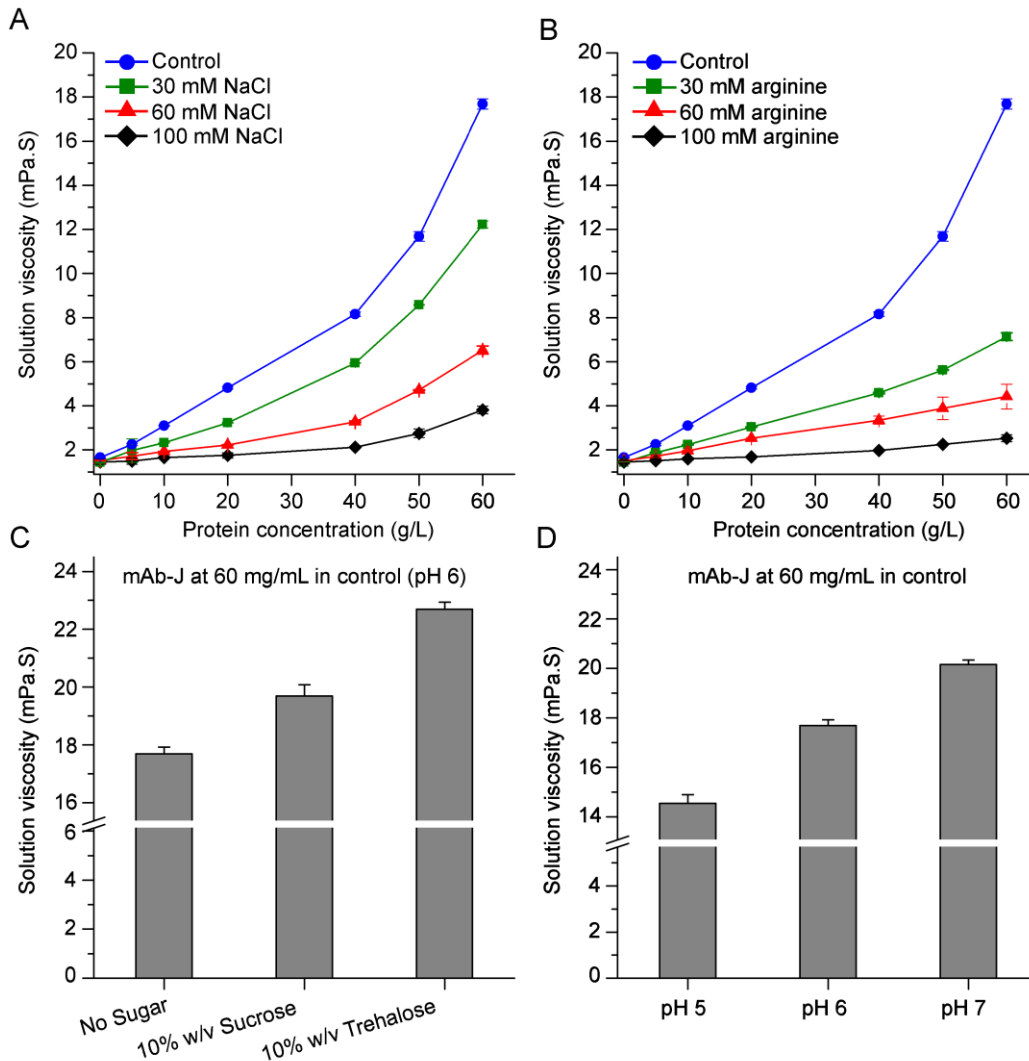 A
Control
30 mM NaCl
60 mM NaCl
100 mM NaCl
Solution viscosity (mPa.S)
20
18
16
14
12
10
8
6
4
2
0 10 20 30 40 50 60
Protein concentration (g/L)
B
Control
30 mM arginine
60 mM arginine
100 mM arginine
Solution viscosity (mPa.S)
20
18
16
14
12
10
8
6
4
2
0 10 20 30 40 50 60
Protein concentration (g/L)
C
mAb-J at 60 mg/mL in control (pH 6)
Solution viscosity (mPa.S)
24
22
20
18
16
6
4
2
0
No Sugar
10% w/v Sucrose
10% w/v Trehalose
D
mAb-J at 60 mg/mL in control
Solution viscosity (mPa.S)
24
22
20
18
16
14
4
2
0
pH 5 pH 6 pH 7